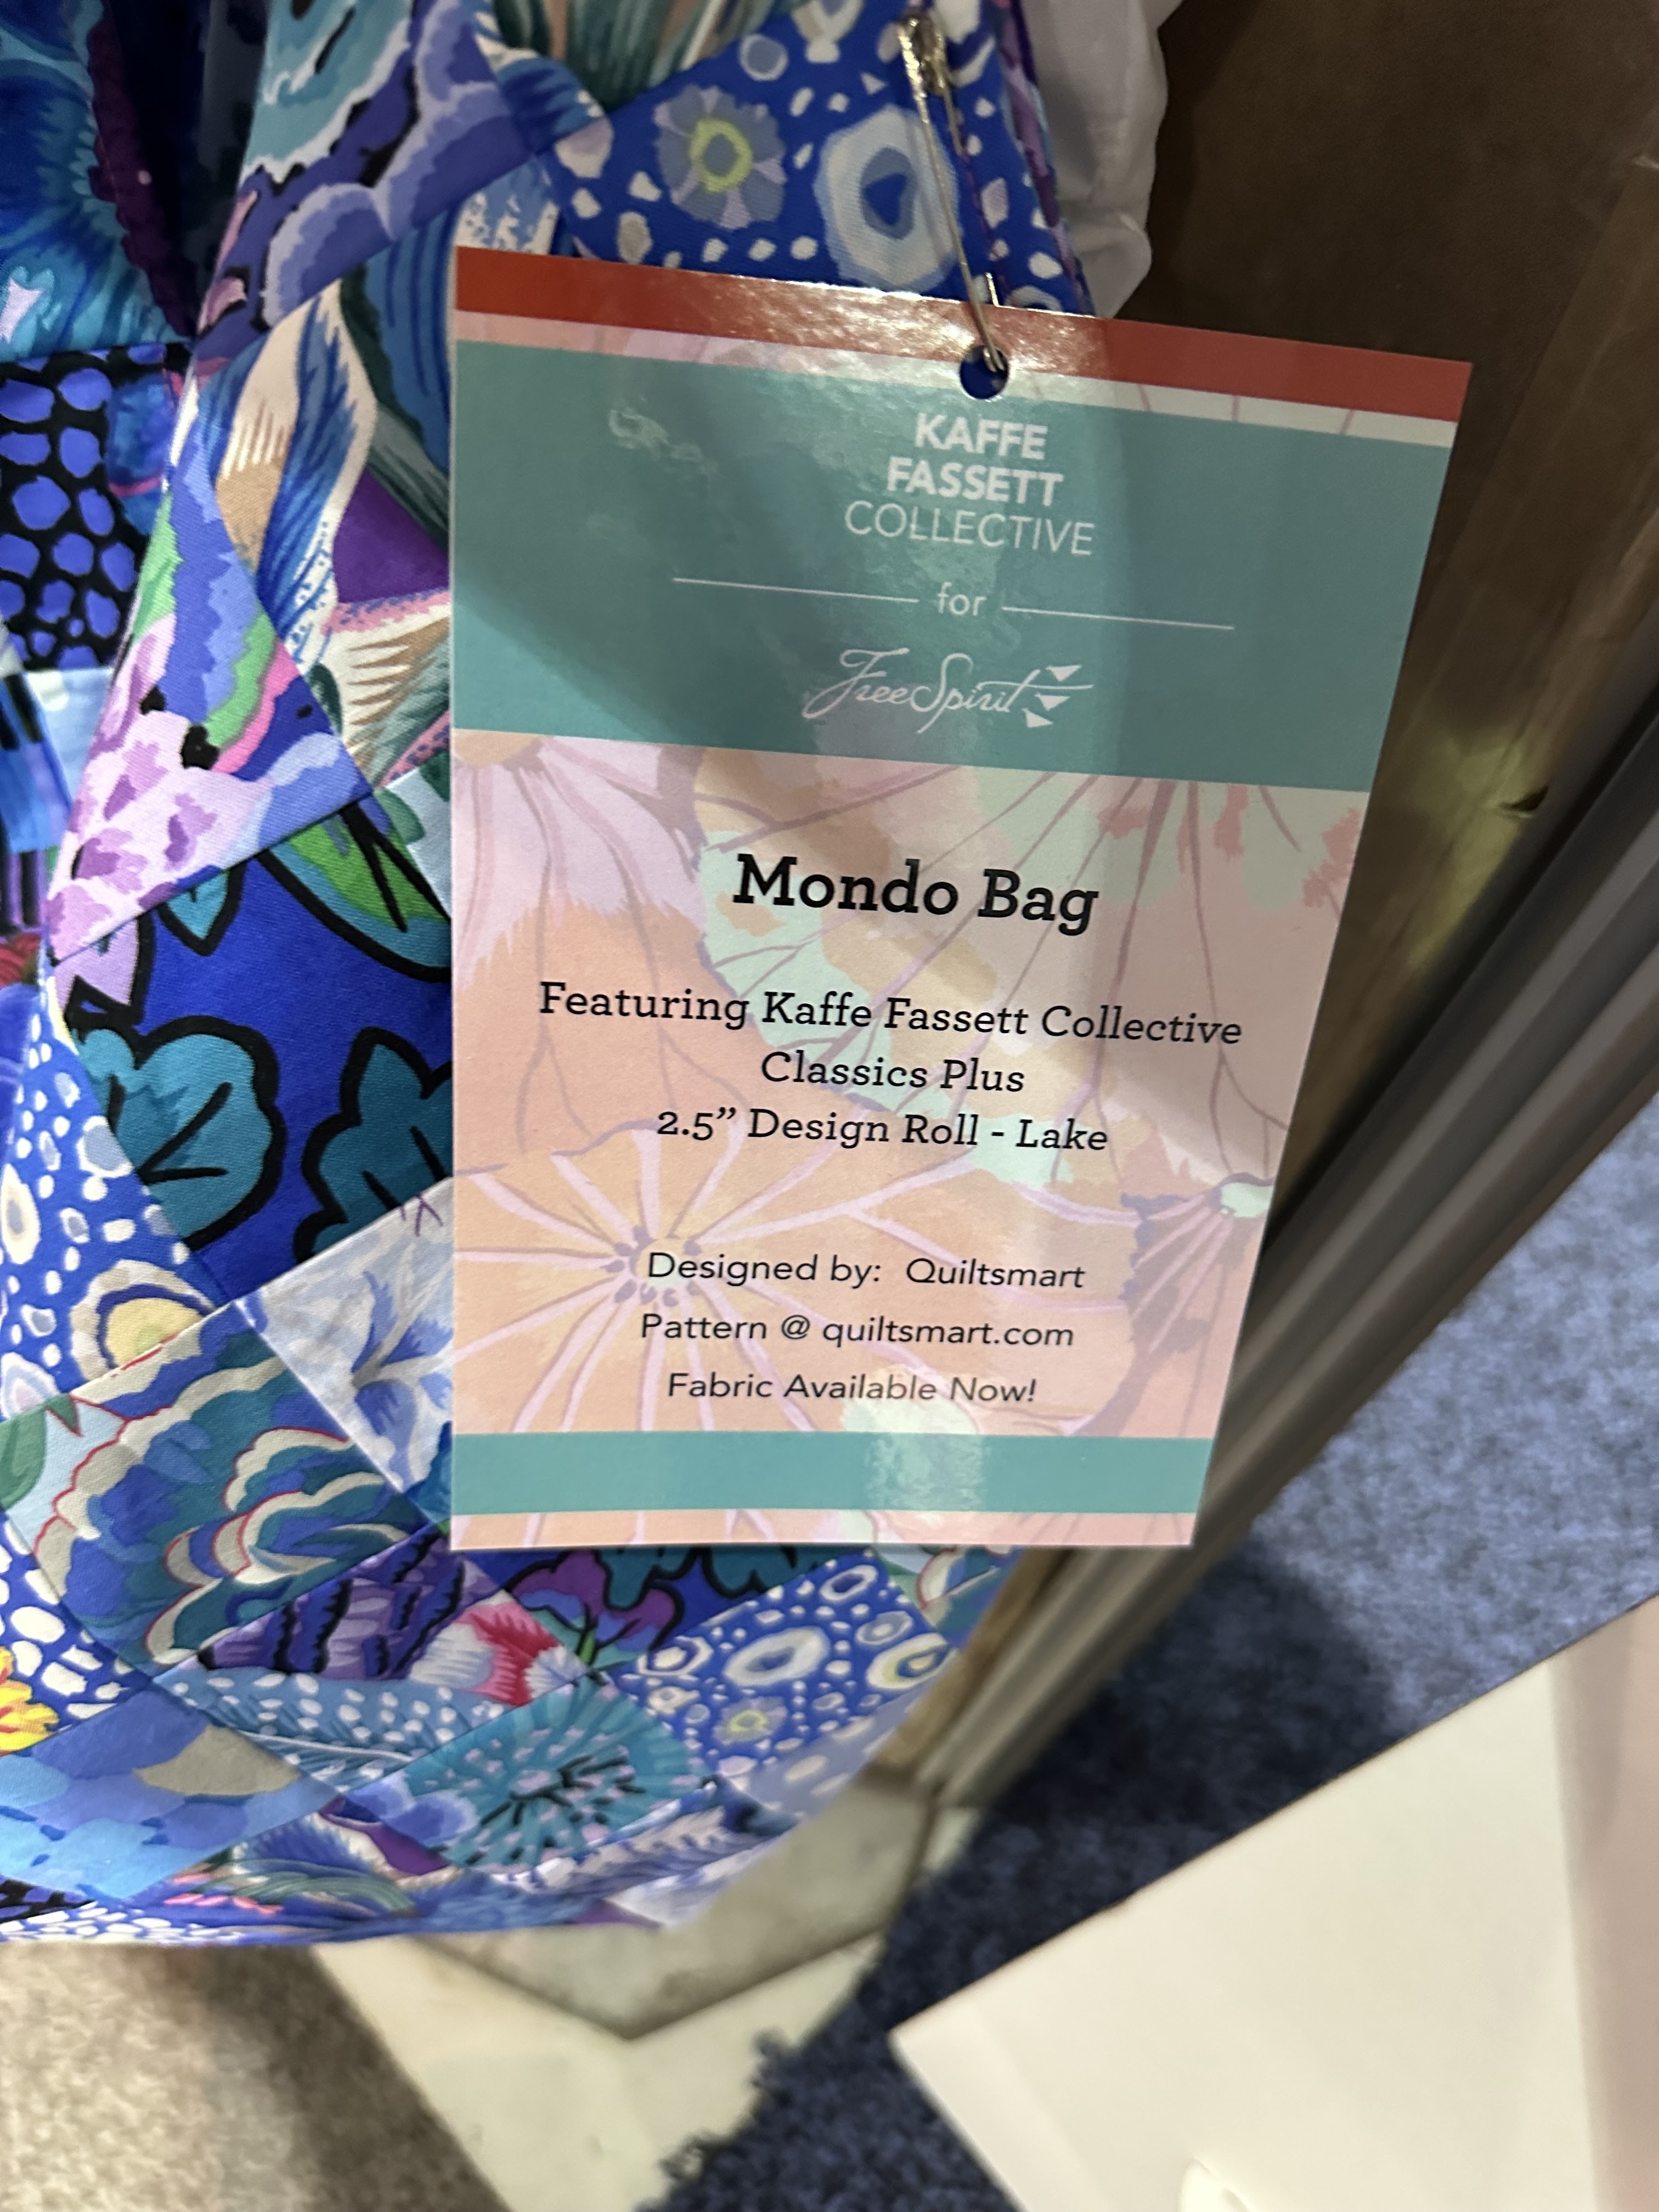 KAFFE
FASSETT
COLLECTIVE
for
FreeSpirit
Mondo Bag
Featuring Kaffe Fassett Collective
Classics Plus
2.5” Design Roll - Lake
Designed by: Quiltsmart
Pattern @ quiltsmart.com
Fabric Available Now!